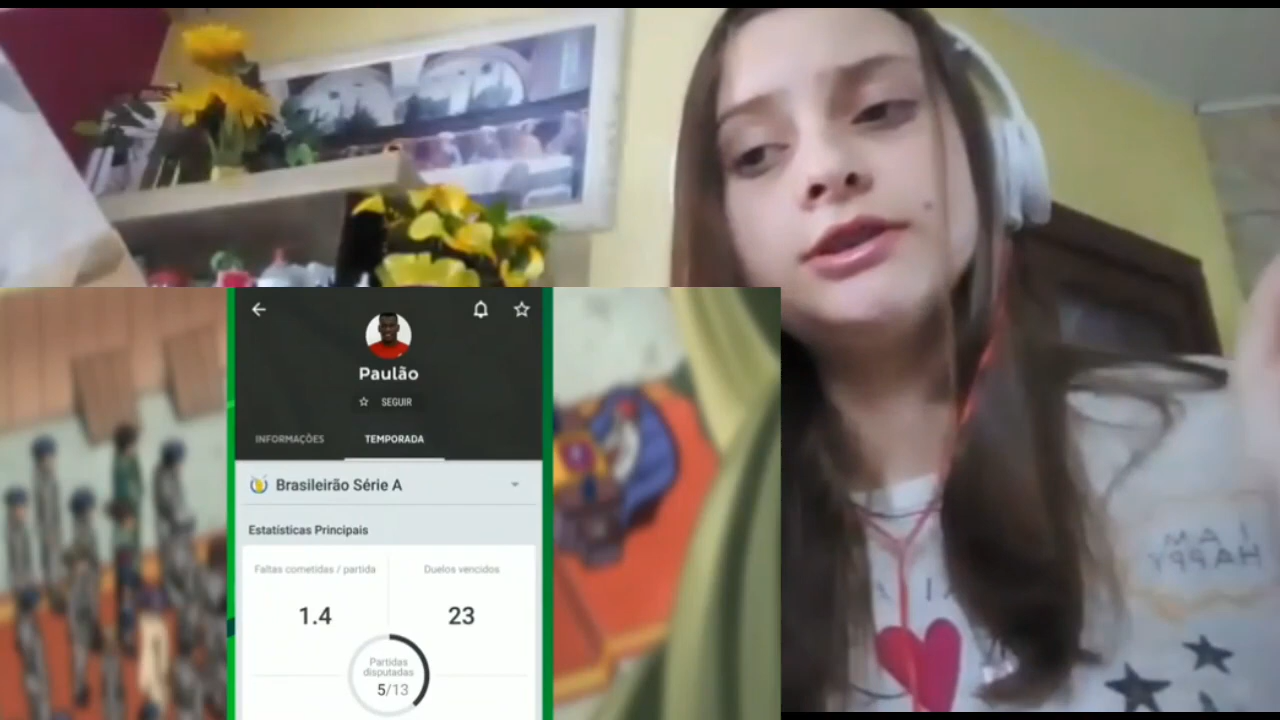 Paulão
SEGUIR
INFORMAÇÕES
TEMPORADA
Brasileirão Série A
Estatísticas Principais
Faltas cometidas / partida
Duelos vencidos
1.4
23
Partidas
disputadas
5/13
I AM
HAPPY